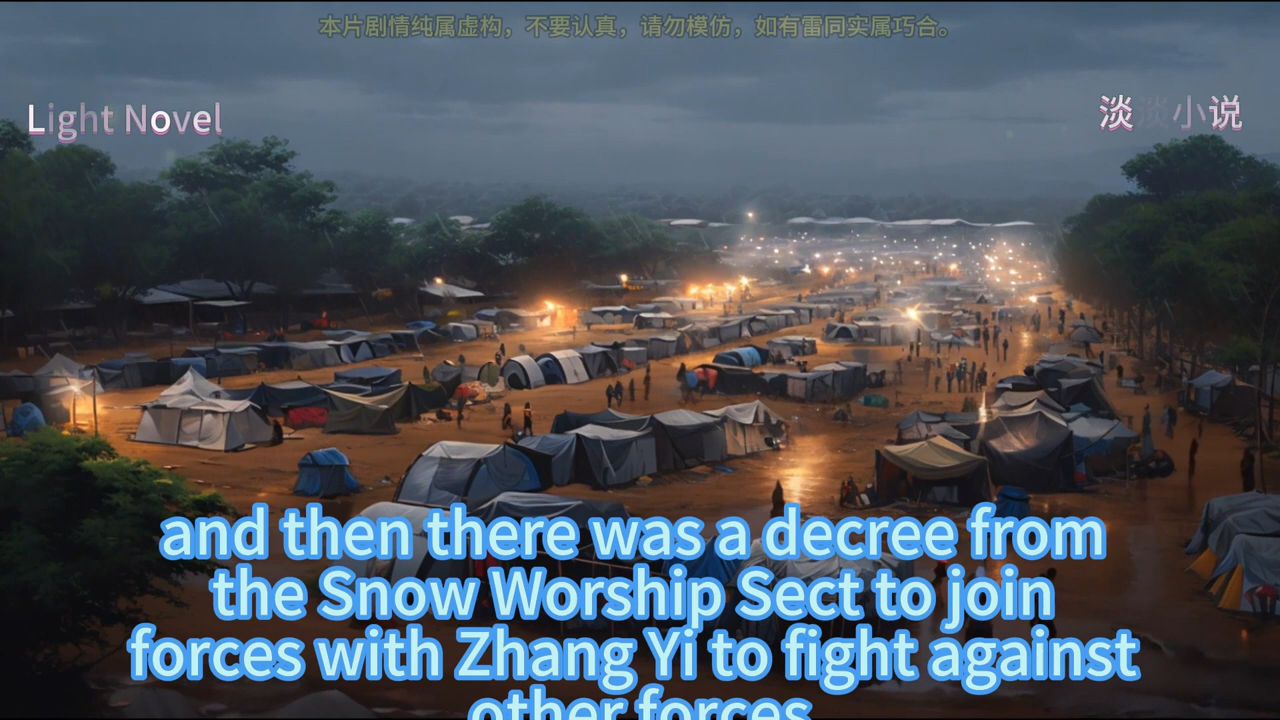 本片剧情纯属虚构，不要认真，请勿模仿，如有雷同实属巧合。
Light Novel
淡淡小说
and then there was a decree from
the Snow Worship Sect to join
forces with Zhang Yi to fight against
other forces